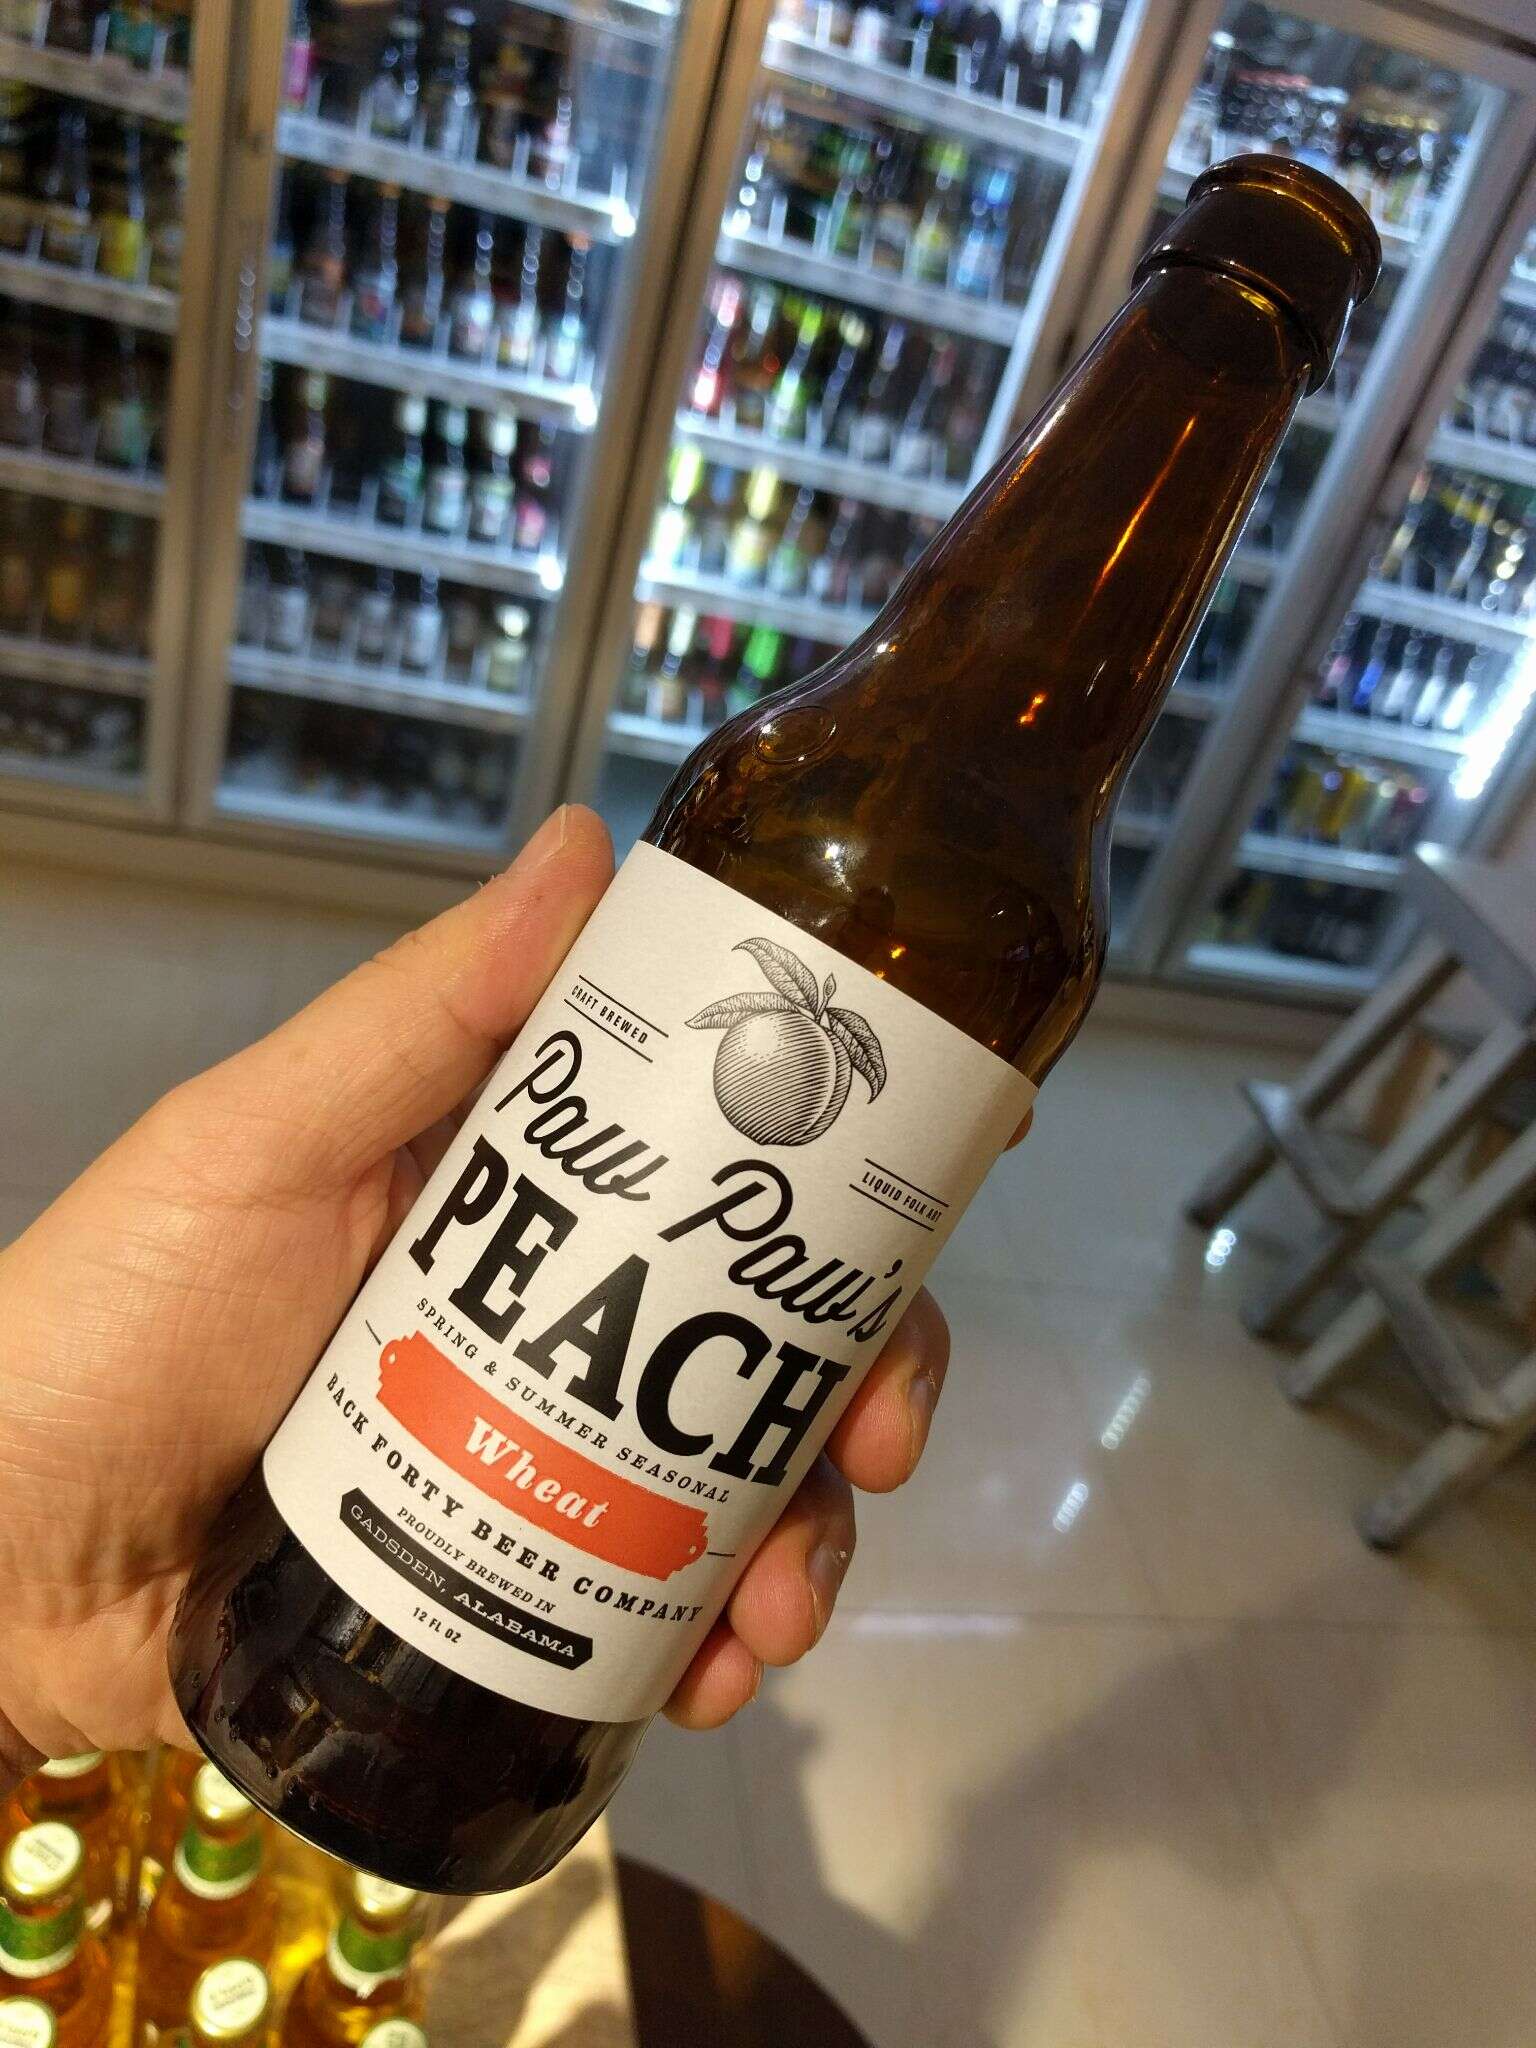 CRAFT BREWED
Paw Paw's
LIQUID FOLK ART
PEACH
SPRING & SUMMER SEASONAL
Wheat
BACK FORTY BEER COMPANY
PROUDLY BREWED IN
GADSDEN, ALABAMA
12 FL OZ